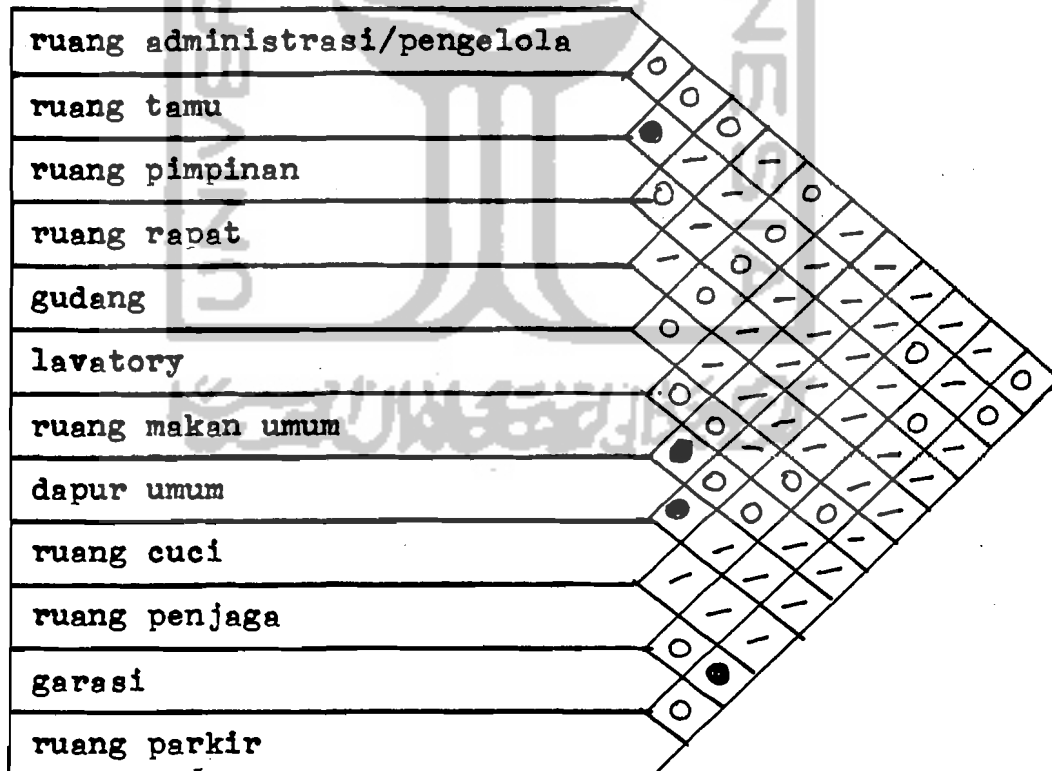 ruang administrasi/pengelola
ruang tamu
ruang pimpinan
ruang rapat
gudang
lavatory
ruang makan umum
dapur umum
ruang cuci
ruang penjaga
garasi
ruang parkir